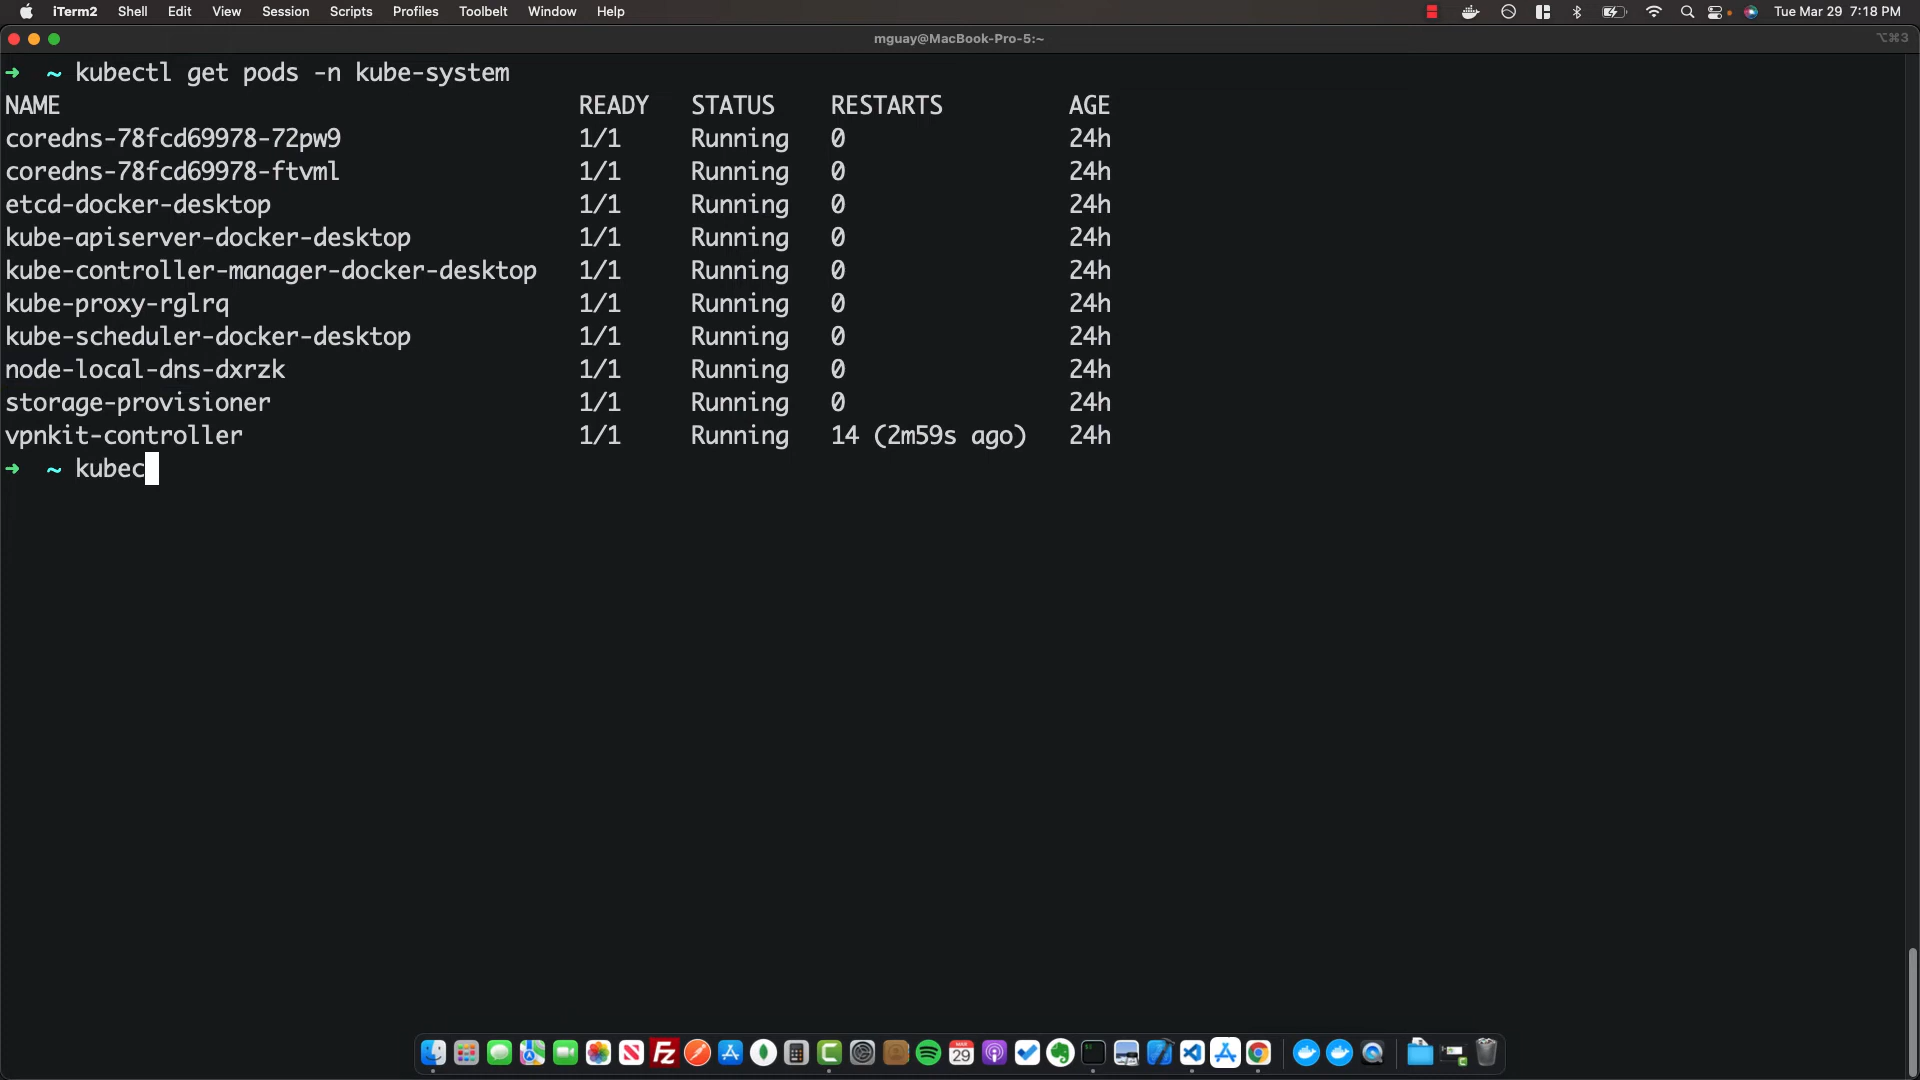 iTerm2 Shell Edit View Session Scripts Profiles Toolbelt Window Help Tue Mar 29 7:18 PM
mguay@MacBook-Pro-5:~ ⌥⌘3
➜ ~ kubectl get pods -n kube-system
NAME READY STATUS RESTARTS AGE
coredns-78fcd69978-72pw9 1/1 Running 0 24h
coredns-78fcd69978-ftvml 1/1 Running 0 24h
etcd-docker-desktop 1/1 Running 0 24h
kube-apiserver-docker-desktop 1/1 Running 0 24h
kube-controller-manager-docker-desktop 1/1 Running 0 24h
kube-proxy-rglrq 1/1 Running 0 24h
kube-scheduler-docker-desktop 1/1 Running 0 24h
node-local-dns-dxrzk 1/1 Running 0 24h
storage-provisioner 1/1 Running 0 24h
vpnkit-controller 1/1 Running 14 (2m59s ago) 24h
➜ ~ kubec
FZ MAR 29